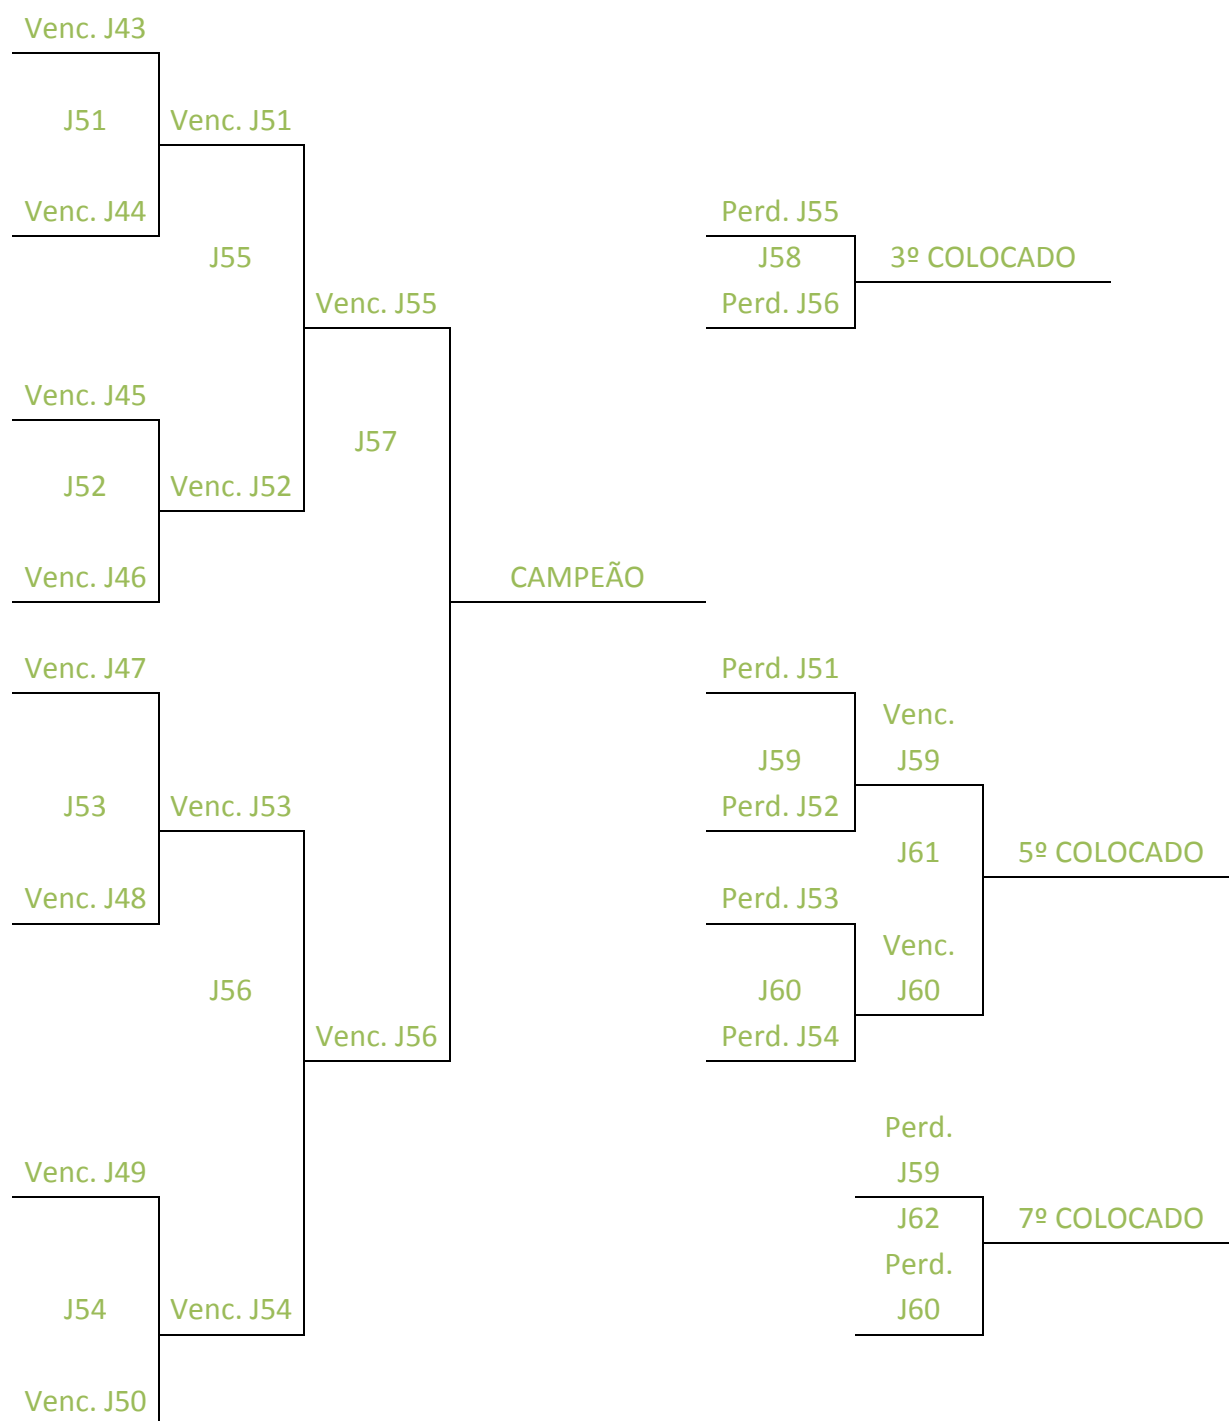 Venc. J43
J51
Venc. J51
Venc. J44
J55
Venc. J55
Venc. J45
J57
J52
Venc. J52
Venc. J46
CAMPEÃO
Venc. J47
J53
Venc. J53
Venc. J48
J56
Venc. J56
Venc. J49
J54
Venc. J54
Venc. J50
Perd. J55
J58
3º COLOCADO
Perd. J56
Perd. J51
Venc.
J59
J59
Perd. J52
J61
5º COLOCADO
Perd. J53
Venc.
J60
J60
Perd. J54
Perd.
J59
J62
7º COLOCADO
Perd.
J60